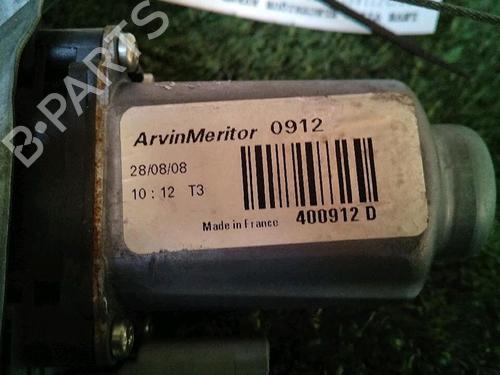 ArvinMeritor 0912
28/08/08
10 : 12 T3
Made in France 400912 D
B-PARTS